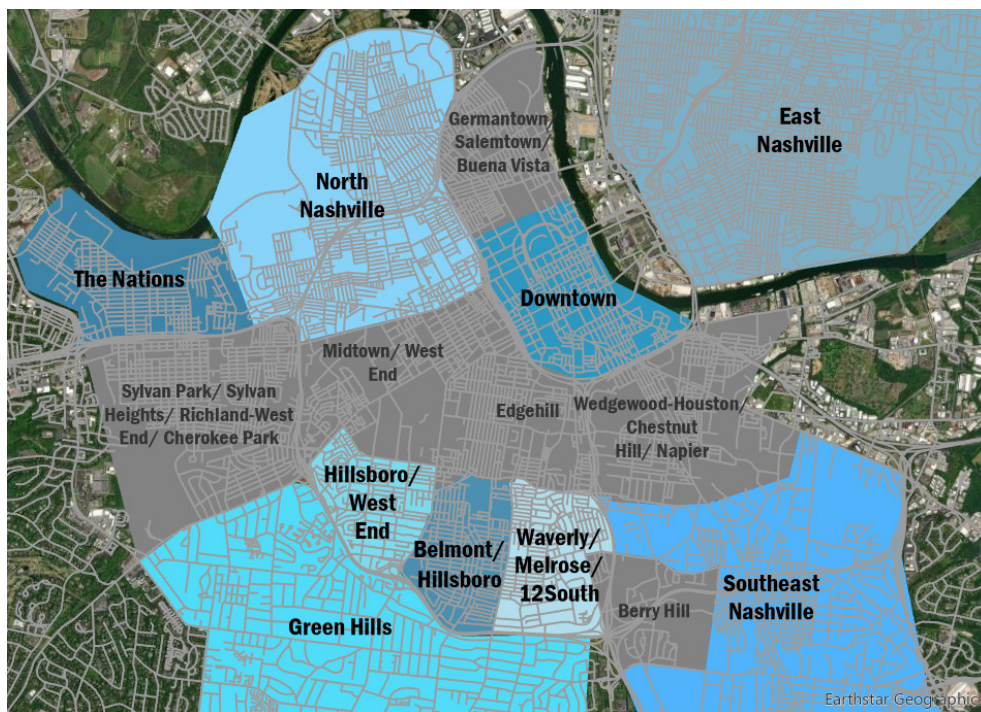 Germantown/
Salemtown/
Buena Vista
East
Nashville
North
Nashville
The Nations
Downtown
Midtown/ West
End
Sylvan Park/ Sylvan
Heights/ Richland-West
End/ Cherokee Park
Edgehill
Wedgewood-Houston/
Chestnut
Hill/ Napier
Hillsboro/
West
End
Belmont/
Hillsboro
Waverly/
Melrose/
12South
Southeast
Nashville
Berry Hill
Green Hills
Earthstar Geographic